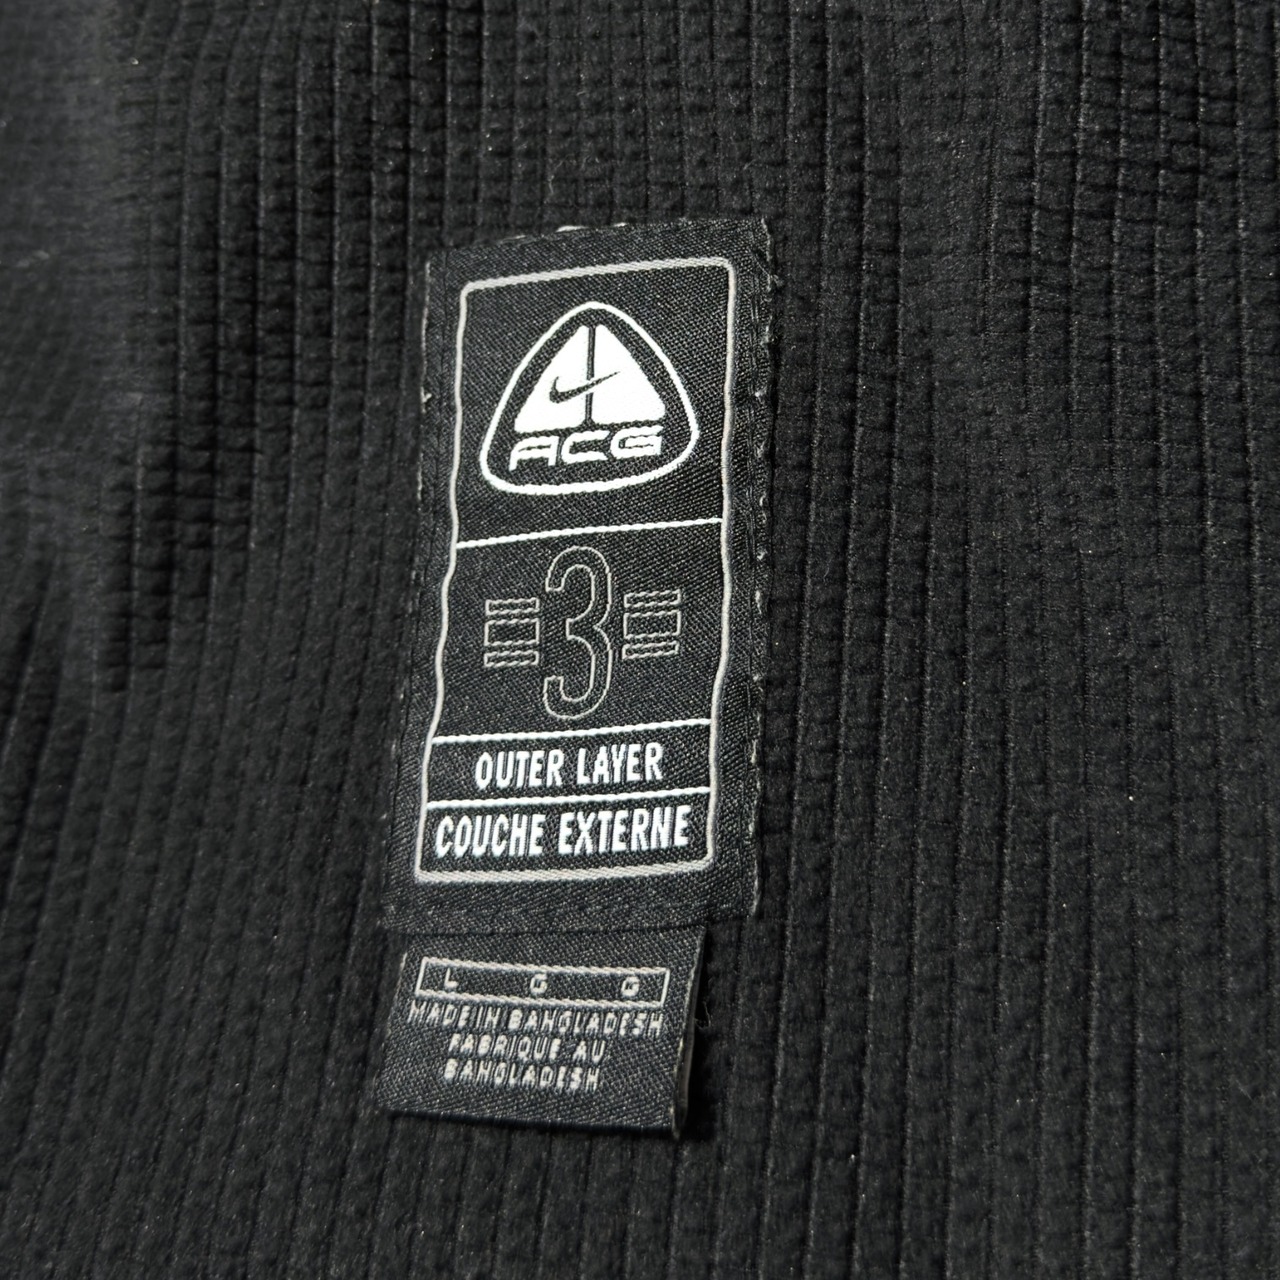 ACG
3
OUTER LAYER
COUCHE EXTERNE
L G G
MADE IN BANGLADESH
FABRIQUE AU
BANGLADESH